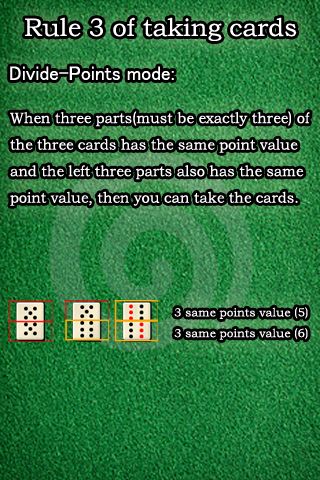 Rule 3 of taking cards
Divide-Points mode:
When three parts(must be exactly three) of
the three cards has the same point value
and the left three parts also has the same
point value, then you can take the cards.
3 same points value (5)
3 same points value (6)